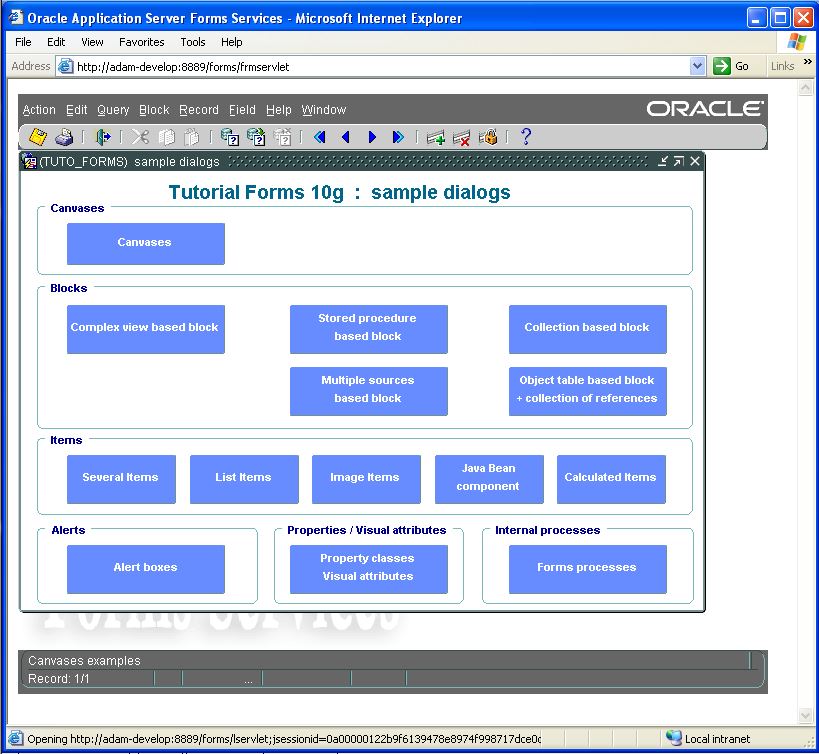 Oracle Application Server Forms Services - Microsoft Internet Explorer
File Edit View Favorites Tools Help
Address http://adam-develop:8889/forms/frmservlet Go Links »
Action Edit Query Block Record Field Help Window ORACLE
(TUTO_FORMS) sample dialogs
Tutorial Forms 10g : sample dialogs
Canvases
Canvases
Blocks
Complex view based block
Stored procedure
based block
Collection based block
Multiple sources
based block
Object table based block
+ collection of references
Items
Several Items
List Items
Image Items
Java Bean
component
Calculated Items
Alerts
Alert boxes
Properties / Visual attributes
Property classes
Visual attributes
Internal processes
Forms processes
Forms Services
Canvases examples
Record: 1/1 ...
Opening http://adam-develop:8889/forms/lservlet;jsessionid=0a00000122b9f6139478e8974f998717dce0c Local intranet